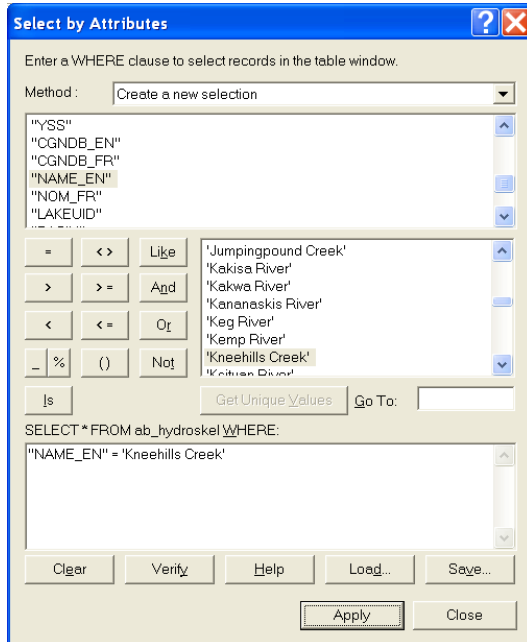 Select by Attributes
Enter a WHERE clause to select records in the table window.
Method : Create a new selection
"YSS"
"CGNDB_EN"
"CGNDB_FR"
"NAME_EN"
"NOM_FR"
"LAKEUID"
= <> Like
> >= And
< <= Or
_ % () Not
Is
'Jumpingpound Creek'
'Kakisa River'
'Kakwa River'
'Kananaskis River'
'Keg River'
'Kemp River'
'Kneehills Creek'
'Ksituan River'
Get Unique Values Go To:
SELECT * FROM ab_hydroskel WHERE:
"NAME_EN" = 'Kneehills Creek'
Clear Verify Help Load... Save...
Apply Close